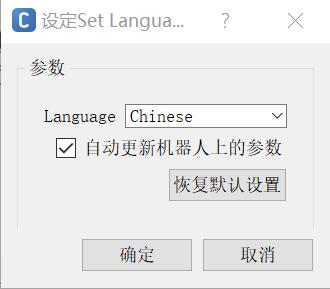 设定Set Langua...
参数
Language Chinese
自动更新机器人上的参数
恢复默认设置
确定 取消